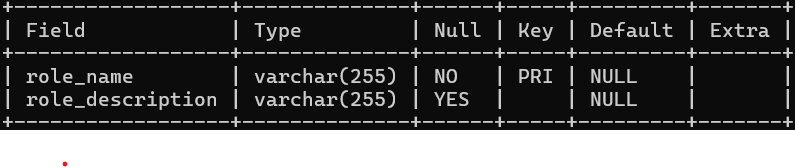 +------------------+--------------+------+-----+---------+-------+
| Field            | Type         | Null | Key | Default | Extra |
+------------------+--------------+------+-----+---------+-------+
| role_name        | varchar(255) | NO   | PRI | NULL    |       |
| role_description | varchar(255) | YES  |     | NULL    |       |
+------------------+--------------+------+-----+---------+-------+